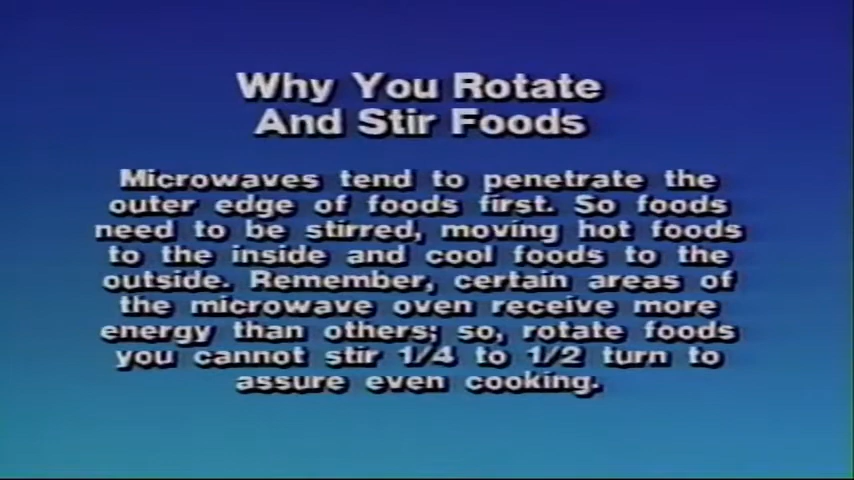 Why You Rotate
And Stir Foods
Microwaves tend to penetrate the
outer edge of foods first. So foods
need to be stirred, moving hot foods
to the inside and cool foods to the
outside. Remember, certain areas of
the microwave oven receive more
energy than others; so, rotate foods
you cannot stir 1/4 to 1/2 turn to
assure even cooking.